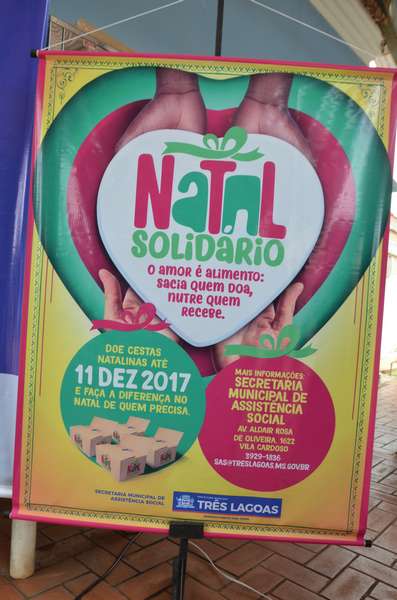 NATAL
SOLIDÁRIO
O AMOR É ALIMENTO:
SACIA QUEM DOA,
NUTRE QUEM
RECEBE.
DOE CESTAS
NATALINAS ATÉ
11 DEZ 2017
E FAÇA A DIFERENÇA NO
NATAL DE QUEM PRECISA.
MAIS INFORMAÇÕES:
SECRETARIA
MUNICIPAL DE
ASSISTÊNCIA
SOCIAL
AV. ALDAIR ROSA
DE OLIVEIRA, 1622
VILA CARDOSO
3929-1836
SAS@TRESLAGOAS.MS.GOV.BR
SECRETARIA MUNICIPAL DE
ASSISTÊNCIA SOCIAL
TRÊS LAGOAS